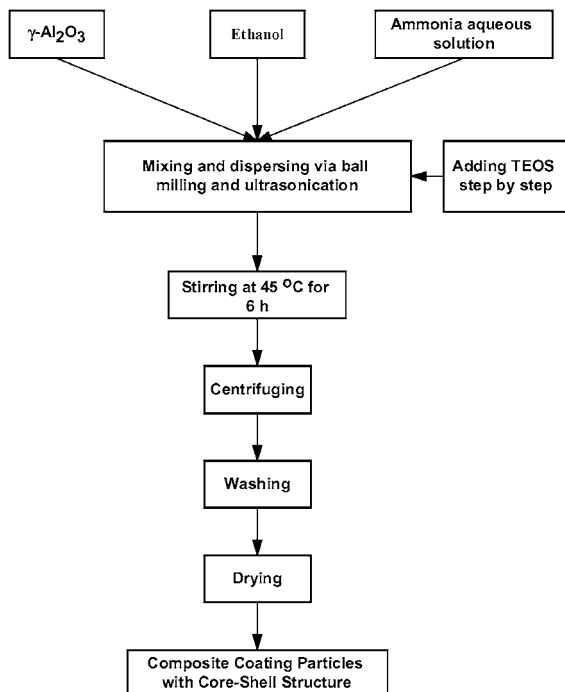 γ-Al2O3
Ethanol
Ammonia aqueous
solution
Mixing and dispersing via ball
milling and ultrasonication
Adding TEOS
step by step
Stirring at 45 ºC for
6 h
Centrifuging
Washing
Drying
Composite Coating Particles
with Core-Shell Structure